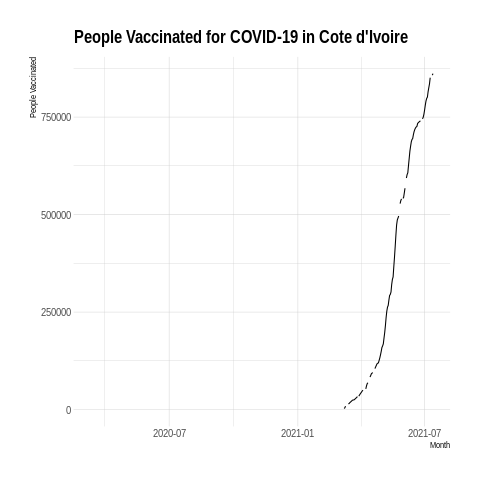 People Vaccinated for COVID-19 in Cote d'Ivoire
People Vaccinated
750000
500000
250000
0
2020-07
2021-01
2021-07
Month